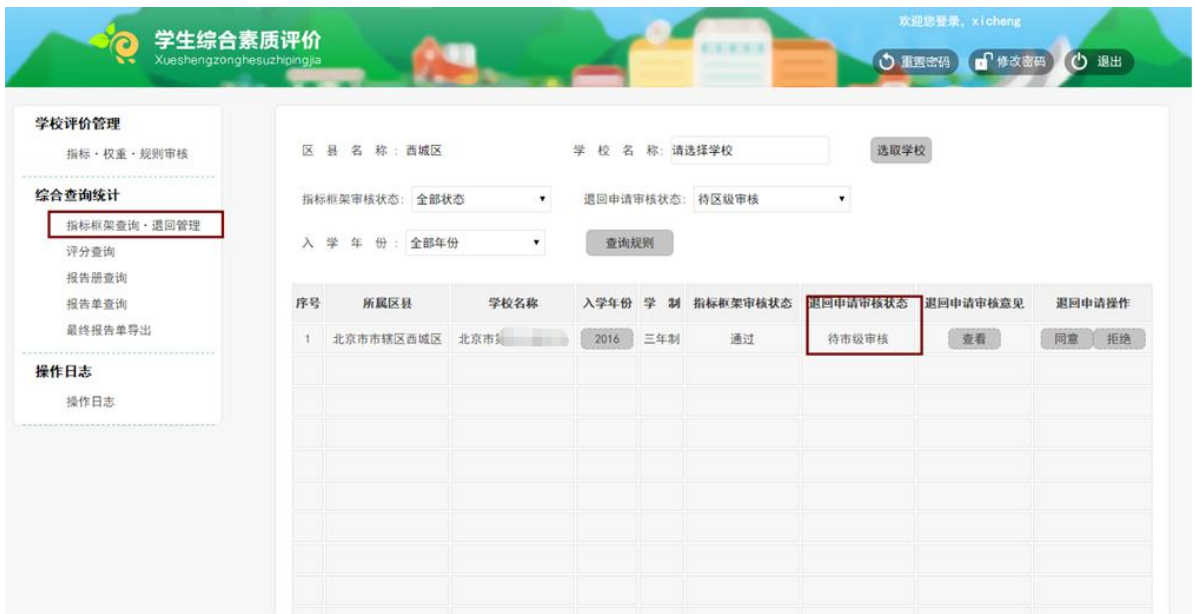 欢迎您登录，xicheng
学生综合素质评价
Xueshengzonghesuzhipingjia
重置密码 修改密码 退出
学校评价管理
指标·权重·规则审核
综合查询统计
指标框架查询·退回管理
评分查询
报告册查询
报告单查询
最终报告单导出
操作日志
操作日志
区县名称：西城区 学校名称：请选择学校 选取学校
指标框架审核状态：全部状态 退回申请审核状态：待区级审核
入学年份：全部年份 查询规则
序号 所属区县 学校名称 入学年份 学制 指标框架审核状态 退回申请审核状态 退回申请审核意见 退回申请操作
1 北京市市辖区西城区 北京市 2016 三年制 通过 待市级审核 查看 同意 拒绝